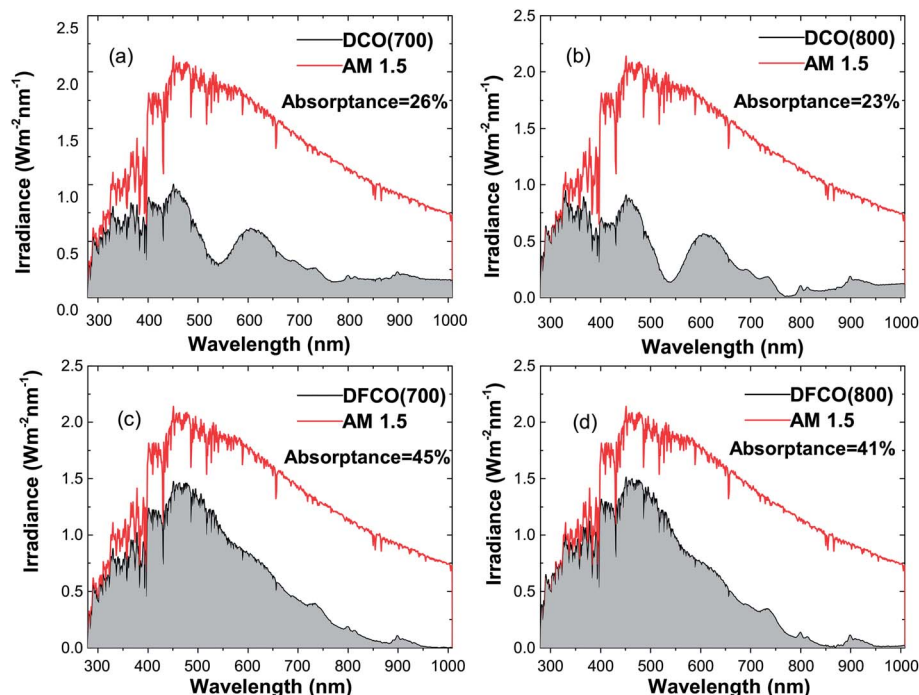 2.5
2.0
1.5
1.0
0.5
0.0
Irradiance (Wm-2nm-1)
(a)
DCO(700)
AM 1.5
Absorptance=26%
300 400 500 600 700 800 900 1000
Wavelength (nm)
2.5
2.0
1.5
1.0
0.5
0.0
Irradiance (Wm-2nm-1)
(b)
DCO(800)
AM 1.5
Absorptance=23%
300 400 500 600 700 800 900 1000
Wavelength (nm)
2.5
2.0
1.5
1.0
0.5
0.0
Irradiance (Wm-2nm-1)
(c)
DFCO(700)
AM 1.5
Absorptance=45%
300 400 500 600 700 800 900 1000
Wavelength (nm)
2.5
2.0
1.5
1.0
0.5
0.0
Irradiance (Wm-2nm-1)
(d)
DFCO(800)
AM 1.5
Absorptance=41%
300 400 500 600 700 800 900 1000
Wavelength (nm)